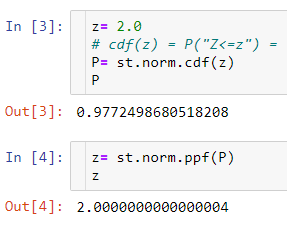 In [3]: z= 2.0
# cdf(z) = P("Z<=z") =
P= st.norm.cdf(z)
P
Out[3]: 0.9772498680518208
In [4]: z= st.norm.ppf(P)
z
Out[4]: 2.0000000000000004